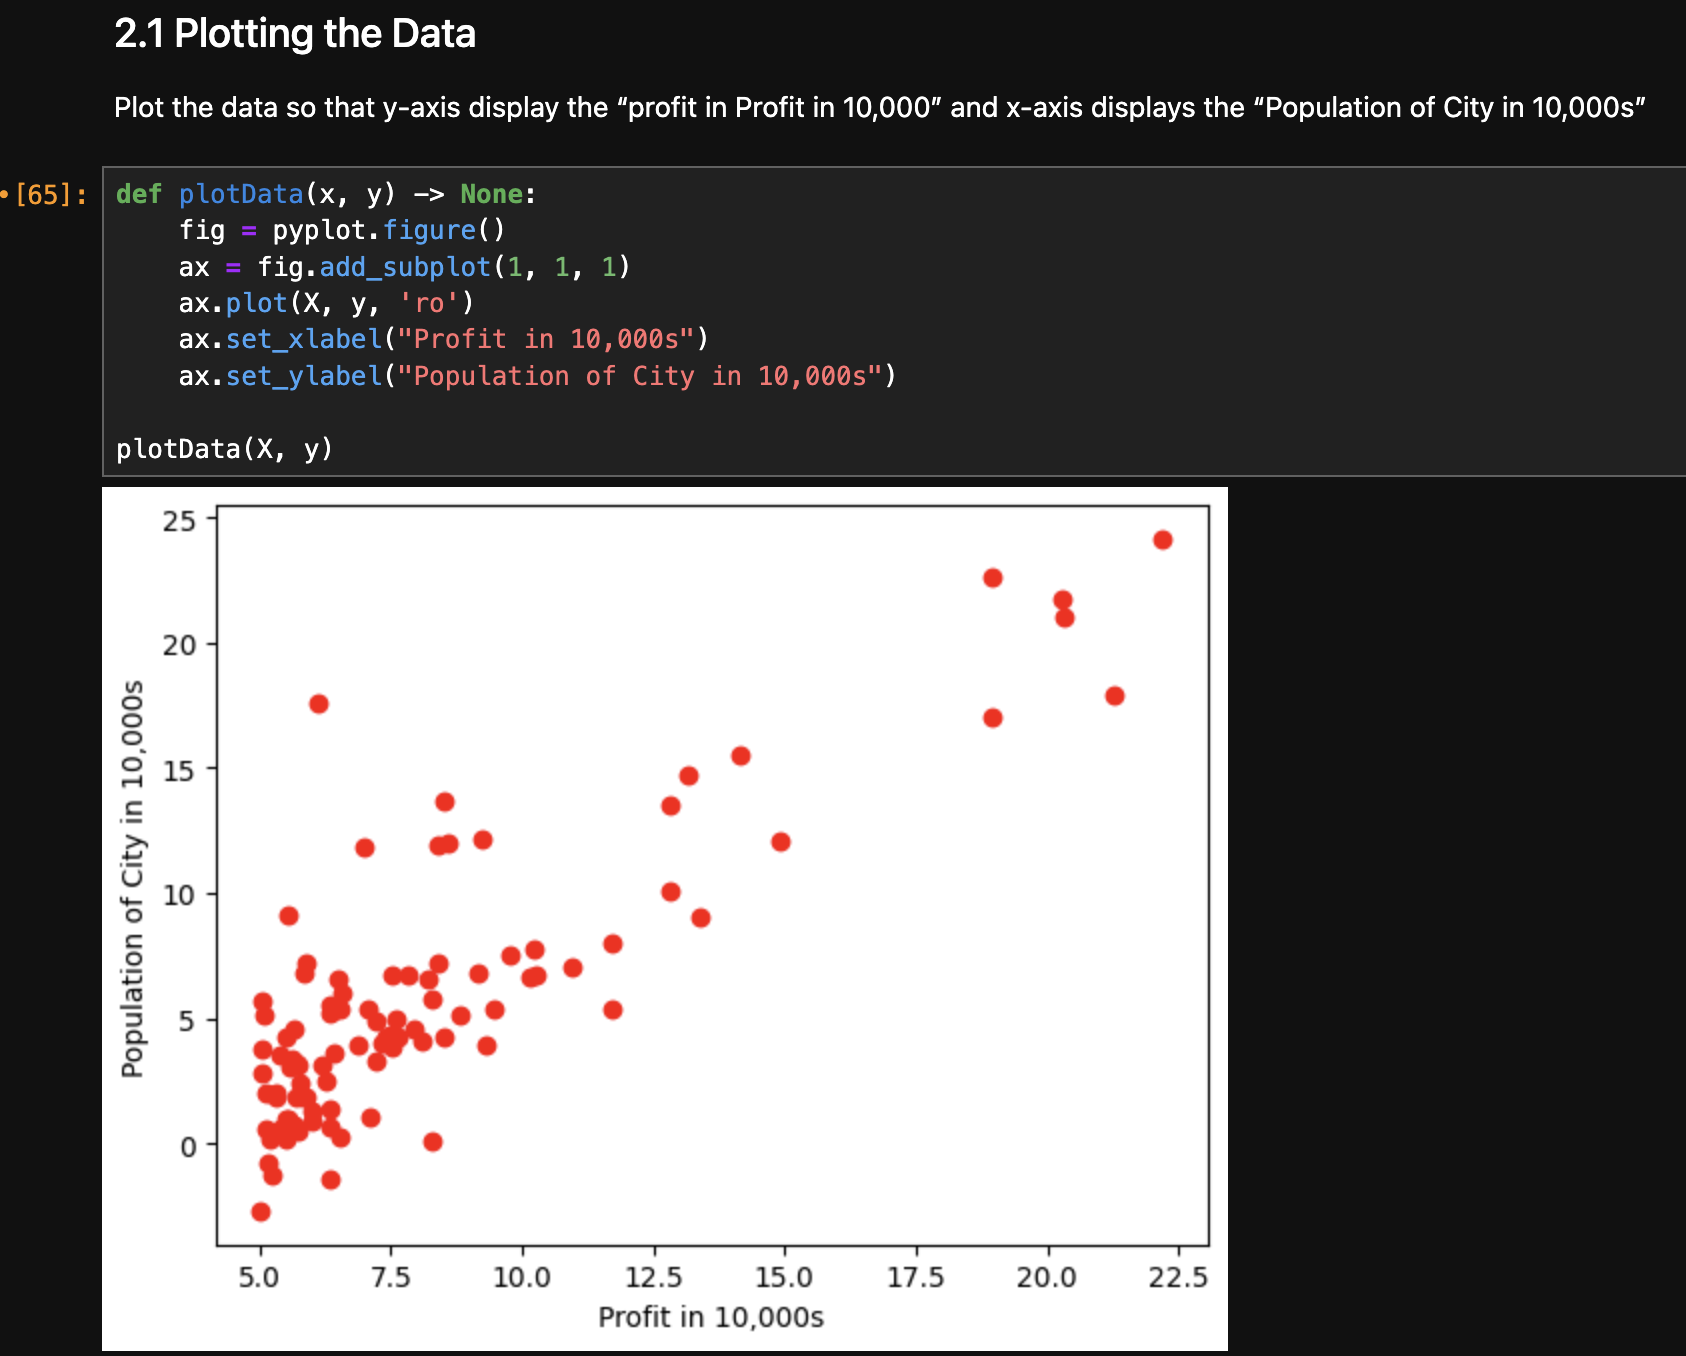 2.1 Plotting the Data
Plot the data so that y-axis display the “profit in Profit in 10,000” and x-axis displays the “Population of City in 10,000s”
•[65]:
def plotData(x, y) -> None:
    fig = pyplot.figure()
    ax = fig.add_subplot(1, 1, 1)
    ax.plot(X, y, 'ro')
    ax.set_xlabel("Profit in 10,000s")
    ax.set_ylabel("Population of City in 10,000s")
plotData(X, y)
25
20
15
10
5
0
Population of City in 10,000s
5.0 7.5 10.0 12.5 15.0 17.5 20.0 22.5
Profit in 10,000s